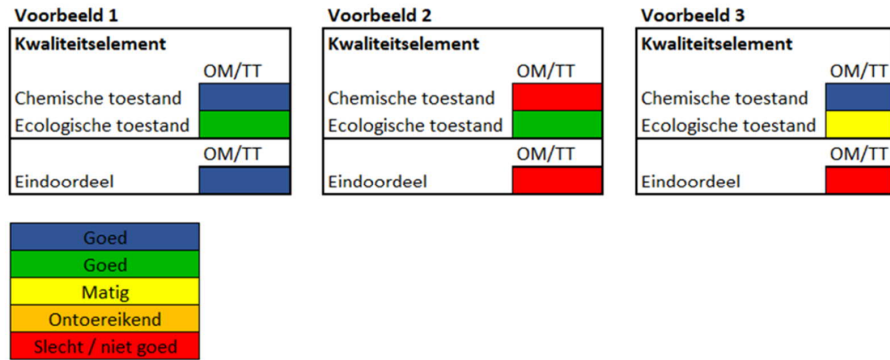 Voorbeeld 1
Kwaliteitselement
OM/TT
Chemische toestand
Ecologische toestand
OM/TT
Eindoordeel
Voorbeeld 2
Kwaliteitselement
OM/TT
Chemische toestand
Ecologische toestand
OM/TT
Eindoordeel
Voorbeeld 3
Kwaliteitselement
OM/TT
Chemische toestand
Ecologische toestand
OM/TT
Eindoordeel
Goed
Goed
Matig
Ontoereikend
Slecht / niet goed